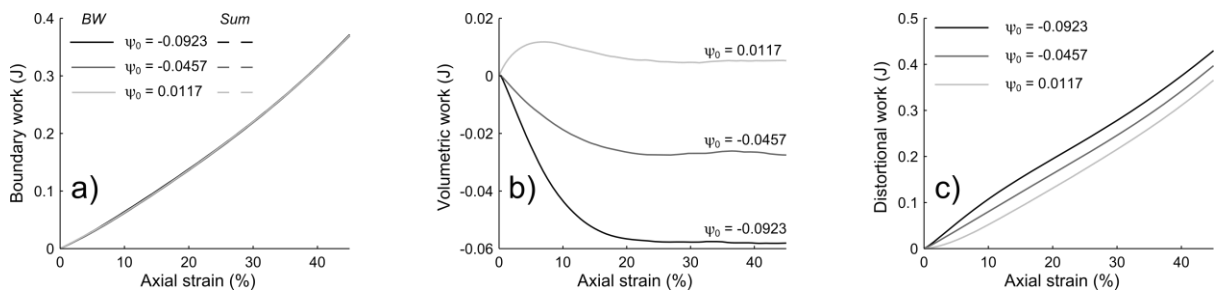 BW Sum
ψ₀ = -0.0923
ψ₀ = -0.0457
ψ₀ = 0.0117
0.4
0.3
0.2
0.1
0
Boundary work (J)
a)
0 10 20 30 40
Axial strain (%)
0.02
0
-0.02
-0.04
-0.06
Volumetric work (J)
ψ₀ = 0.0117
ψ₀ = -0.0457
ψ₀ = -0.0923
b)
0 10 20 30 40
Axial strain (%)
0.5
0.4
0.3
0.2
0.1
0
Distortional work (J)
ψ₀ = -0.0923
ψ₀ = -0.0457
ψ₀ = 0.0117
c)
0 10 20 30 40
Axial strain (%)